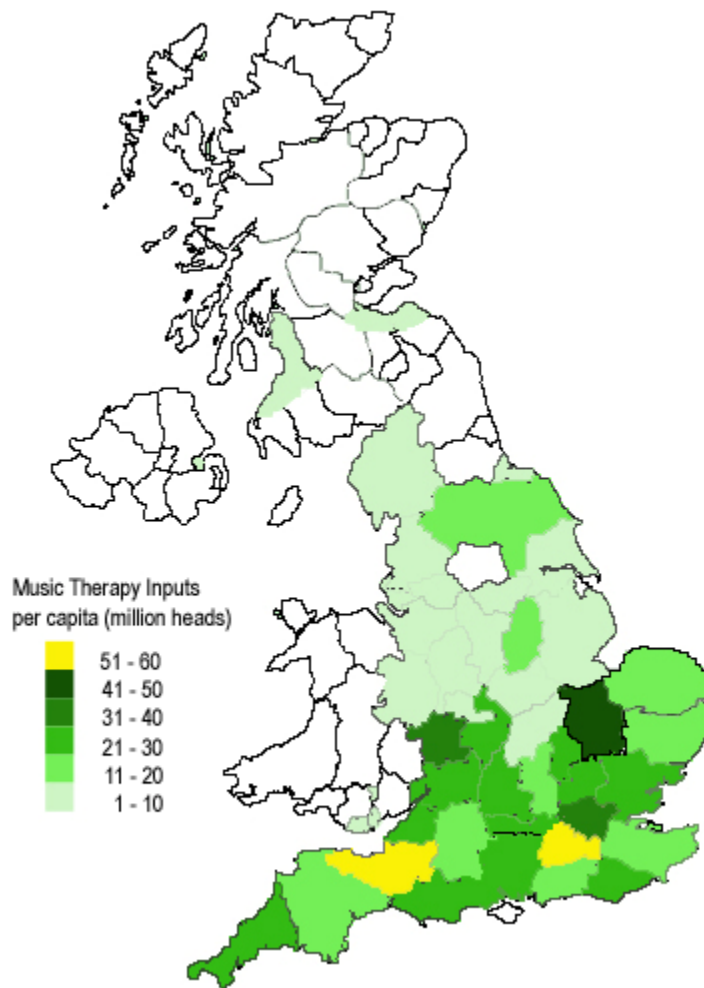 Music Therapy Inputs
per capita (million heads)
51 - 60
41 - 50
31 - 40
21 - 30
11 - 20
1 - 10